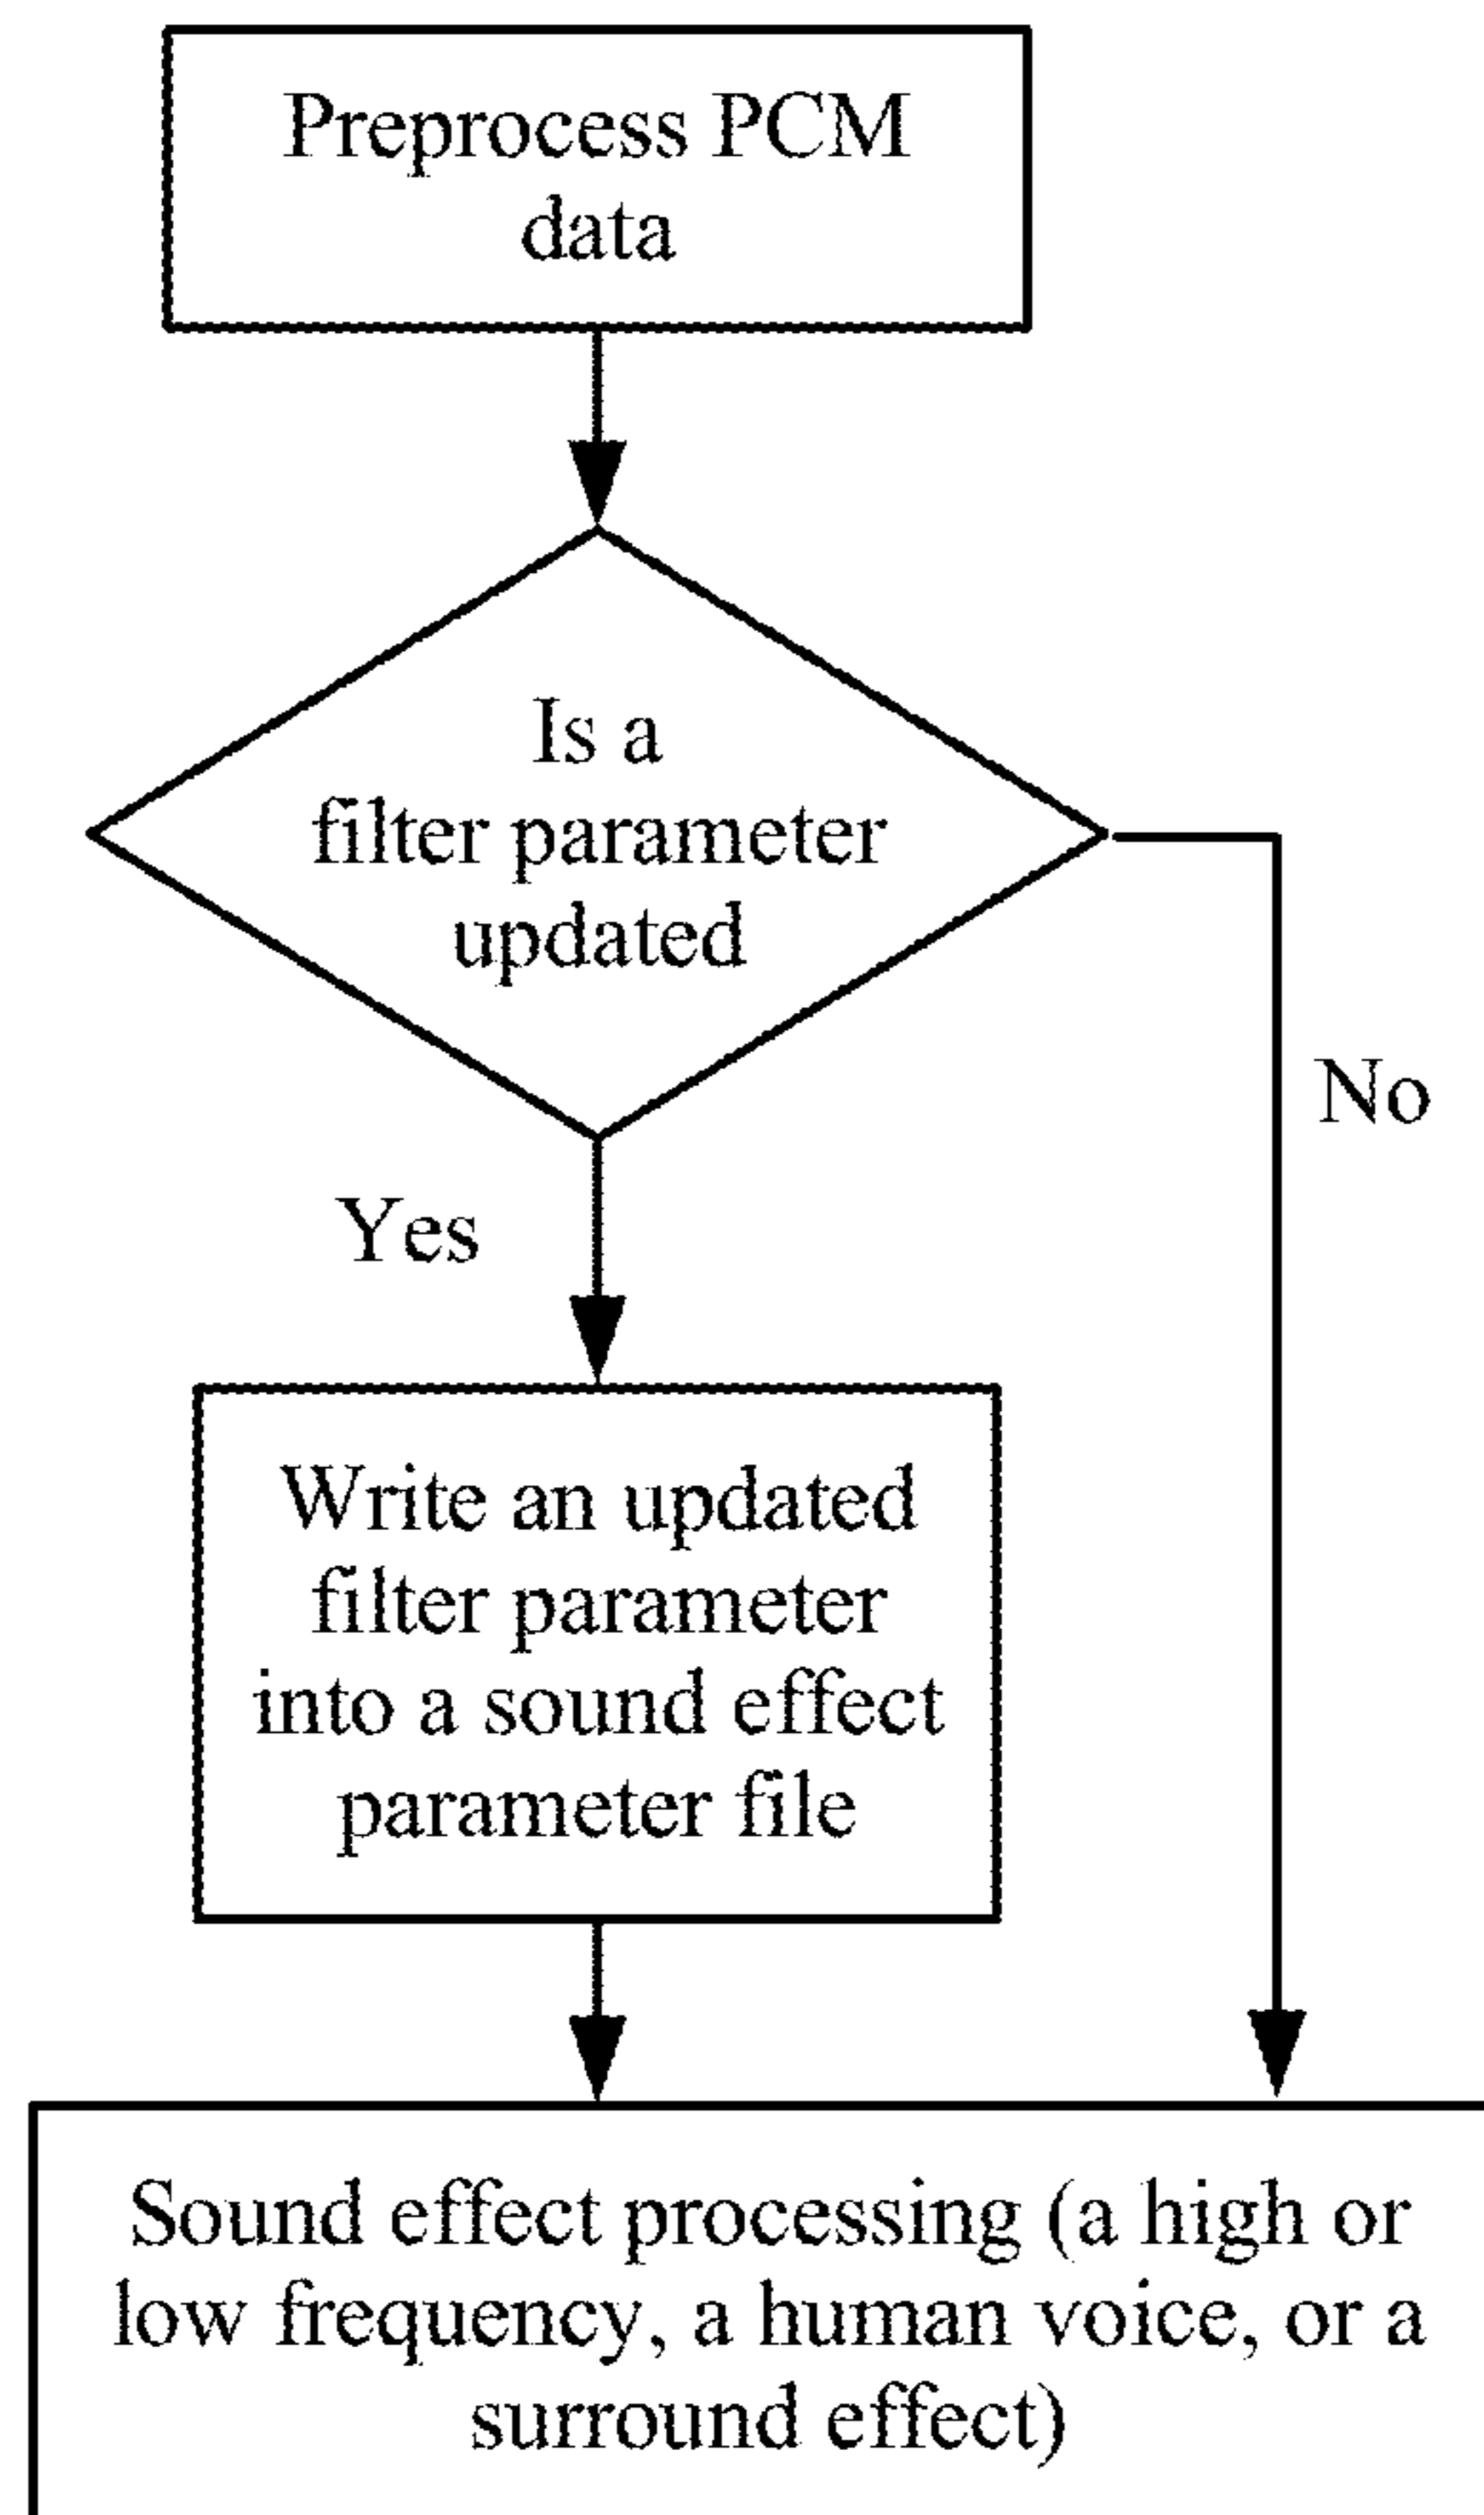 Preprocess PCM
data
Is a
filter parameter
updated
No
Yes
Write an updated
filter parameter
into a sound effect
parameter file
Sound effect processing (a high or
low frequency, a human voice, or a
surround effect)